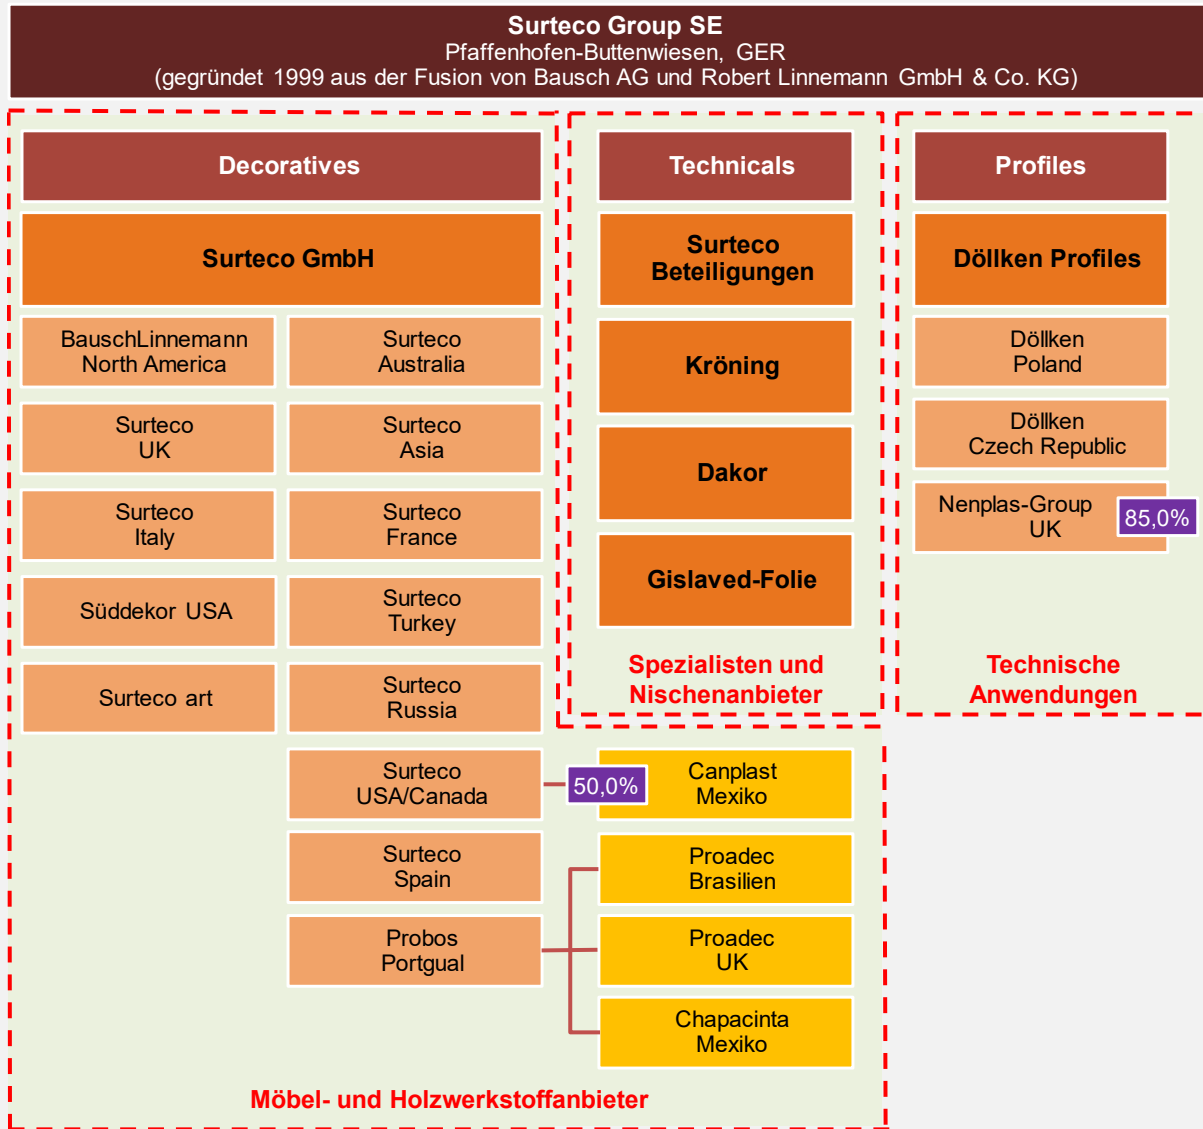 Surteco Group SE
Pfaffenhofen-Buttenwiesen, GER
(gegründet 1999 aus der Fusion von Bausch AG und Robert Linnemann GmbH & Co. KG)
Decoratives
Surteco GmbH
BauschLinnemann
North America
Surteco
Australia
Surteco
UK
Surteco
Asia
Surteco
Italy
Surteco
France
Süddekor USA
Surteco
Turkey
Surteco art
Surteco
Russia
Surteco
USA/Canada
50,0%
Canplast
Mexiko
Surteco
Spain
Proadec
Brasilien
Probos
Portgual
Proadec
UK
Chapacinta
Mexiko
Möbel- und Holzwerkstoffanbieter
Technicals
Surteco
Beteiligungen
Kröning
Dakor
Gislaved-Folie
Spezialisten und
Nischenanbieter
Profiles
Döllken Profiles
Döllken
Poland
Döllken
Czech Republic
Nenplas-Group
UK
85,0%
Technische
Anwendungen